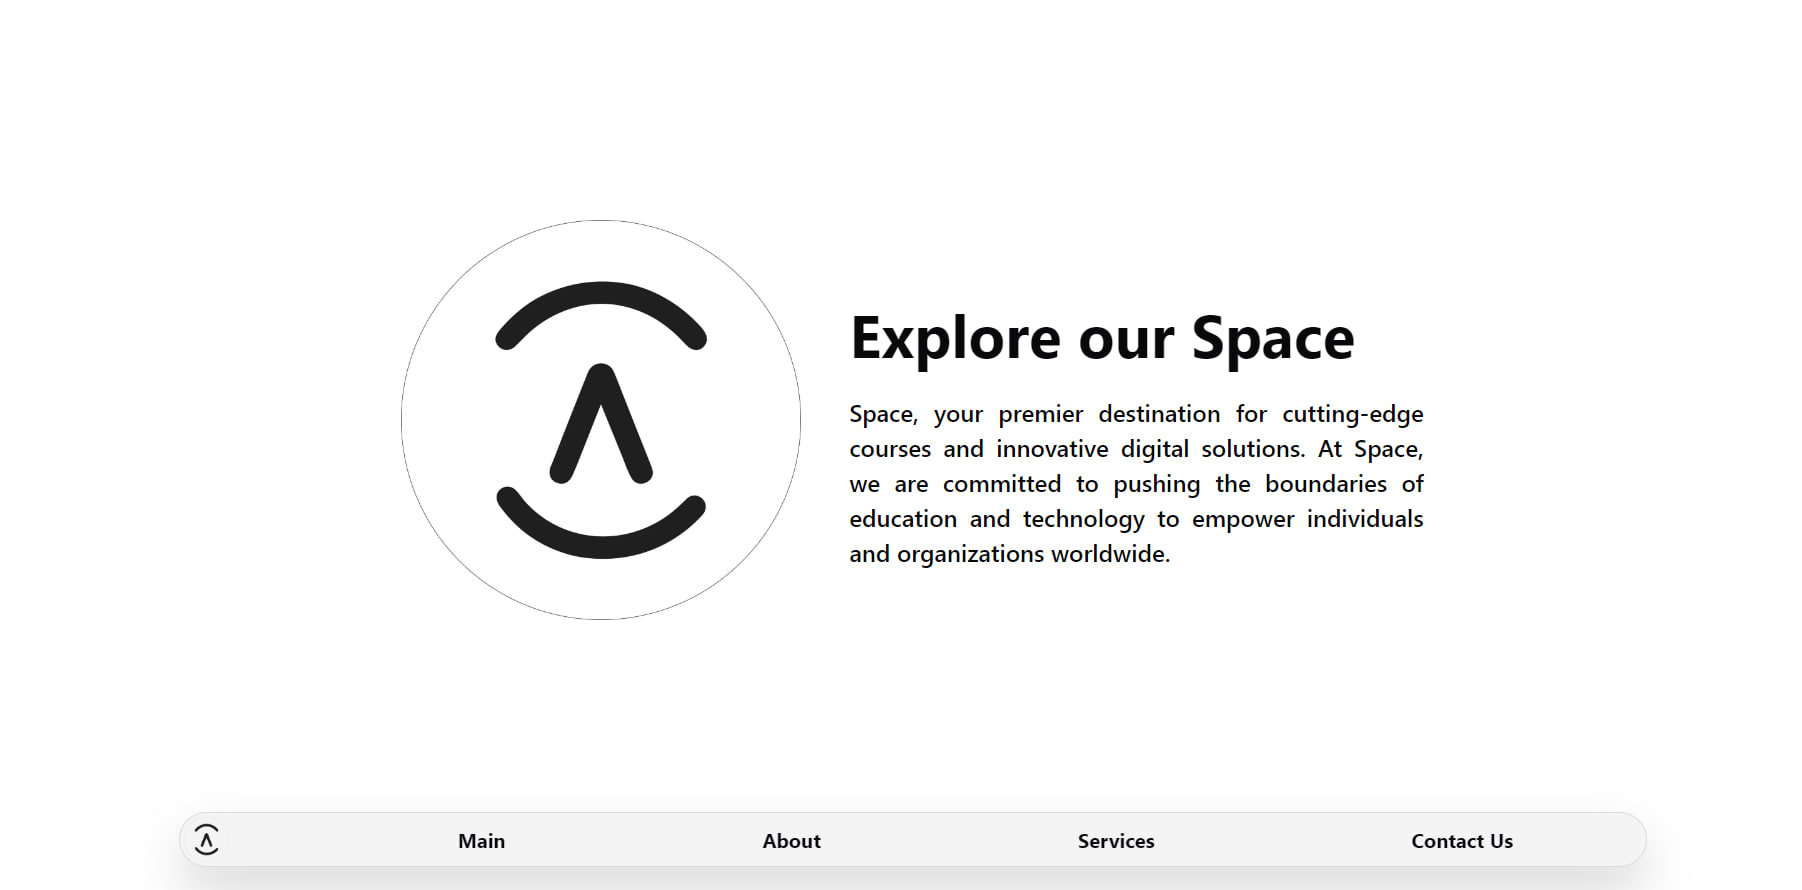 Explore our Space
Space, your premier destination for cutting-edge
courses and innovative digital solutions. At Space,
we are committed to pushing the boundaries of
education and technology to empower individuals
and organizations worldwide.
Main About Services Contact Us